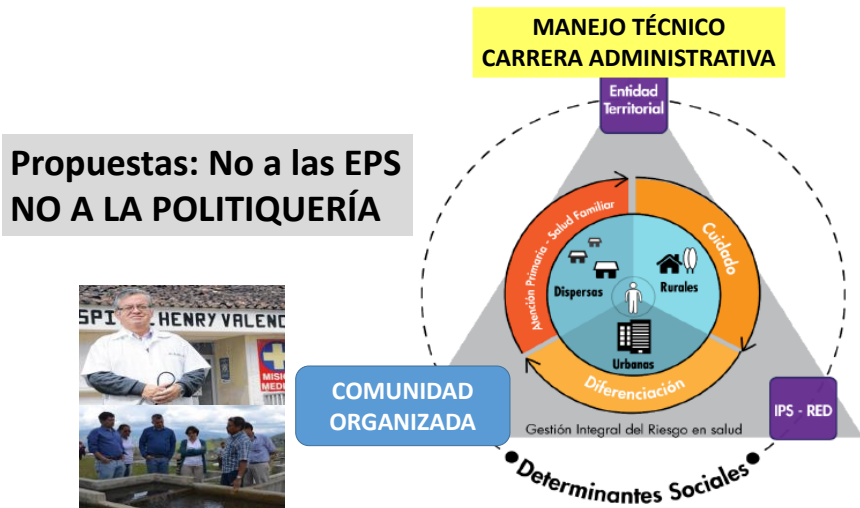 MANEJO TÉCNICO
CARRERA ADMINISTRATIVA
Entidad
Territorial
Propuestas: No a las EPS
NO A LA POLITIQUERÍA
Atención Primaria - Salud Familiar
Cuidado
Dispersas
Rurales
Urbanas
Diferenciación
HENRY VALENC
COMUNIDAD
ORGANIZADA
IPS - RED
Gestión Integral del Riesgo en salud
Determinantes Sociales